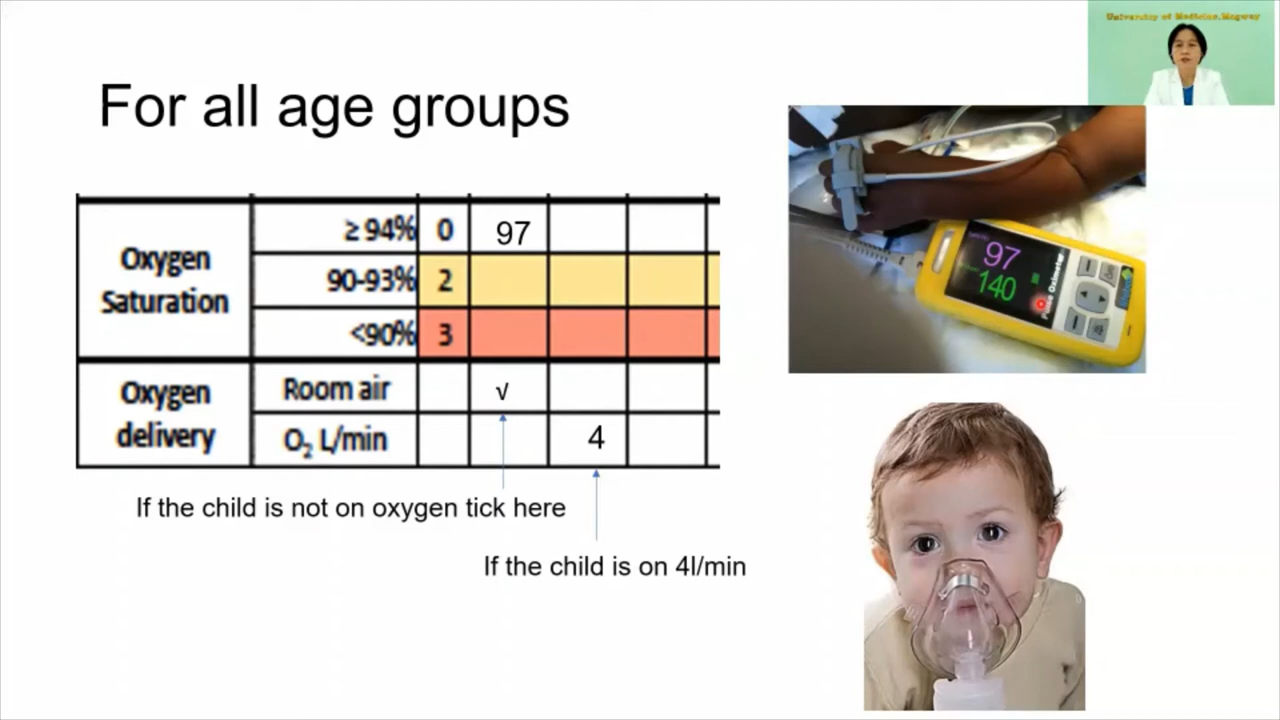 University of Medicine, Magway
For all age groups
Oxygen Saturation
≥ 94% 0 97
90-93% 2
<90% 3
Oxygen delivery
Room air √
O₂ L/min 4
If the child is not on oxygen tick here
If the child is on 4l/min
97
140
Pulse Oximeter